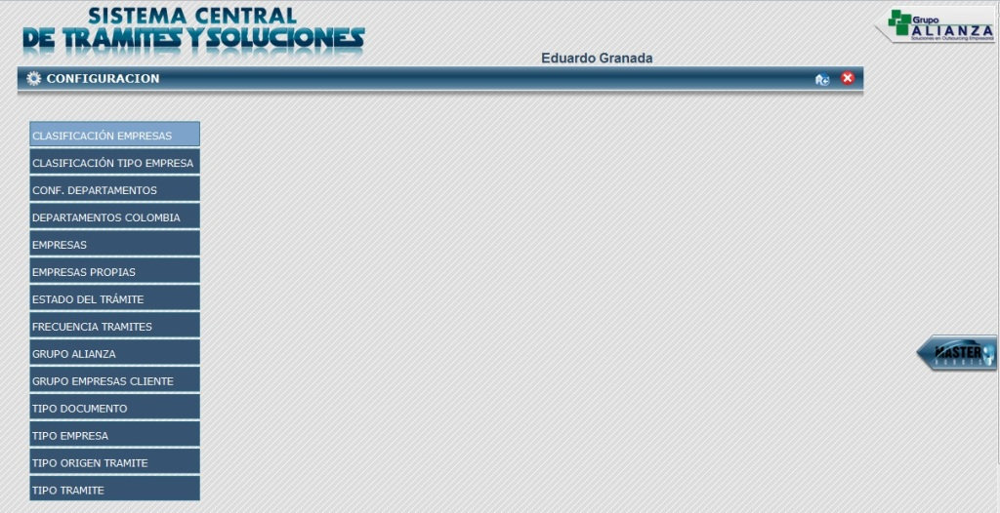 SISTEMA CENTRAL
DE TRAMITES Y SOLUCIONES
Grupo
ALIANZA
Soluciones en Outsourcing Empresarial
Eduardo Granada
CONFIGURACION
CLASIFICACIÓN EMPRESAS
CLASIFICACIÓN TIPO EMPRESA
CONF. DEPARTAMENTOS
DEPARTAMENTOS COLOMBIA
EMPRESAS
EMPRESAS PROPIAS
ESTADO DEL TRÁMITE
FRECUENCIA TRAMITES
GRUPO ALIANZA
MASTER
GRUPO EMPRESAS CLIENTE
TIPO DOCUMENTO
TIPO EMPRESA
TIPO ORIGEN TRAMITE
TIPO TRAMITE